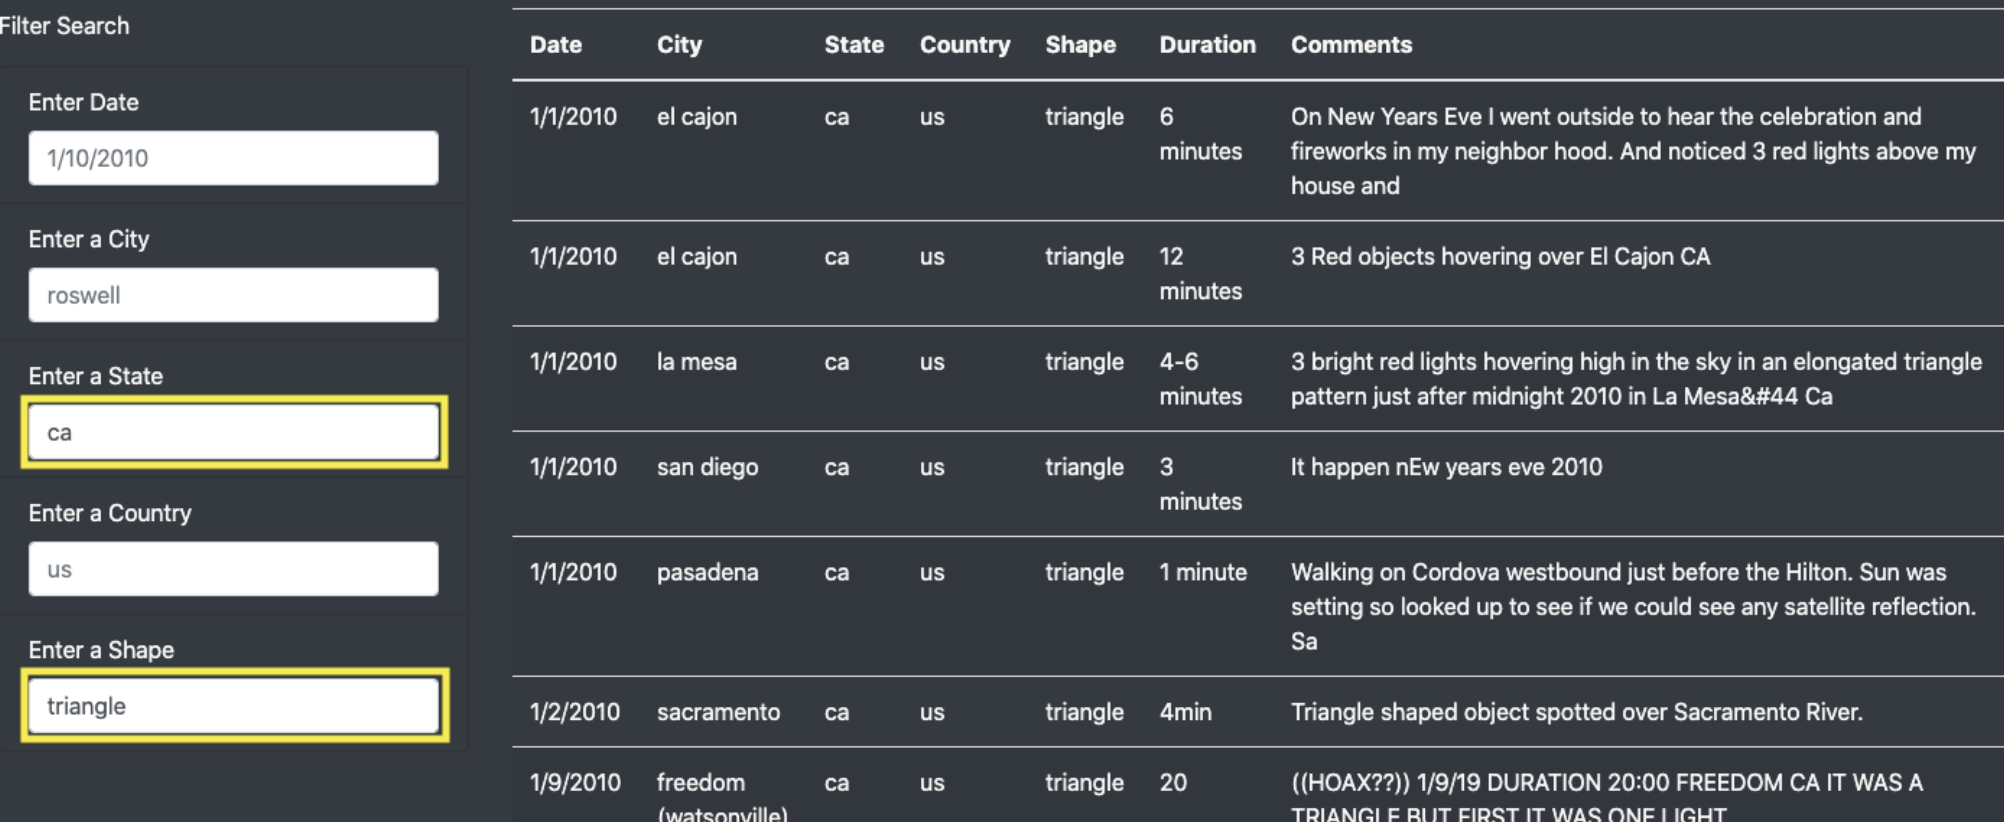 Filter Search
Enter Date
1/10/2010
Enter a City
roswell
Enter a State
ca
Enter a Country
us
Enter a Shape
triangle
Date City State Country Shape Duration Comments
1/1/2010 el cajon ca us triangle 6 On New Years Eve I went outside to hear the celebration and
minutes fireworks in my neighbor hood. And noticed 3 red lights above my
house and
1/1/2010 el cajon ca us triangle 12 3 Red objects hovering over El Cajon CA
minutes
1/1/2010 la mesa ca us triangle 4-6 3 bright red lights hovering high in the sky in an elongated triangle
minutes pattern just after midnight 2010 in La Mesa&#44 Ca
1/1/2010 san diego ca us triangle 3 It happen nEw years eve 2010
minutes
1/1/2010 pasadena ca us triangle 1 minute Walking on Cordova westbound just before the Hilton. Sun was
setting so looked up to see if we could see any satellite reflection.
Sa
1/2/2010 sacramento ca us triangle 4min Triangle shaped object spotted over Sacramento River.
1/9/2010 freedom ca us triangle 20 ((HOAX??)) 1/9/19 DURATION 20:00 FREEDOM CA IT WAS A
(watsonville) TRIANGLE BUT FIRST IT WAS ONE LIGHT